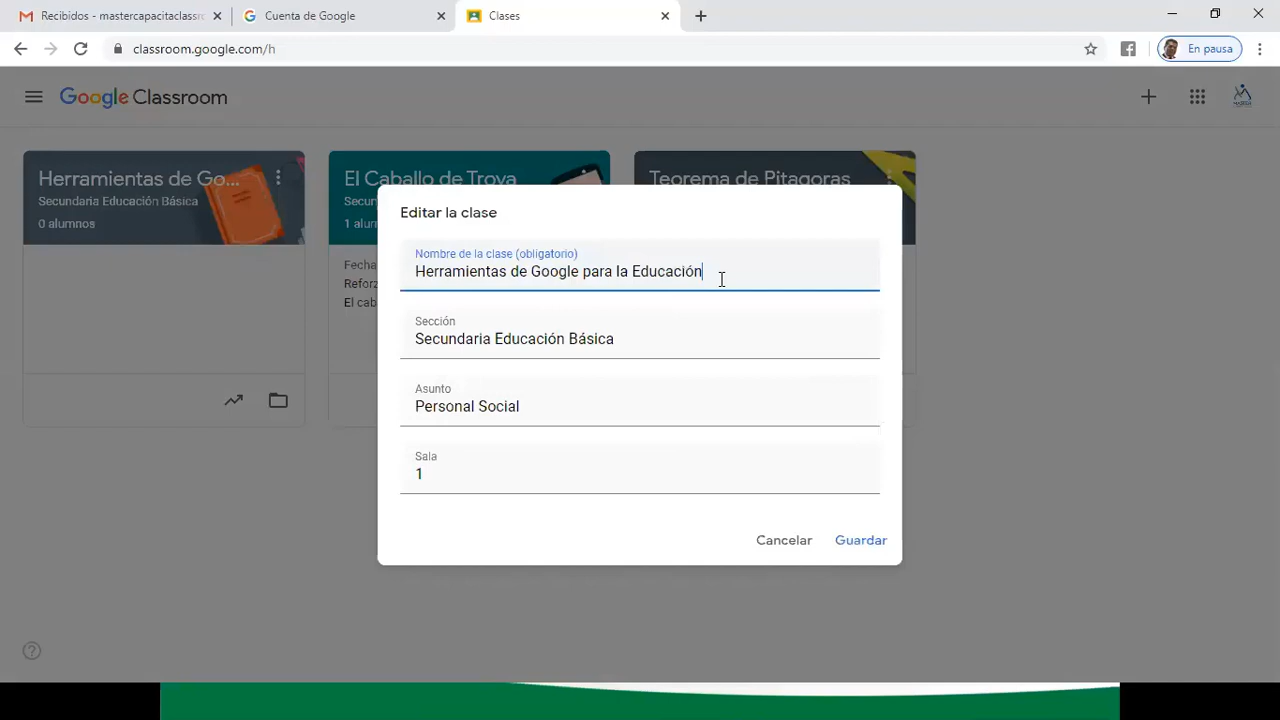 Recibidos - mastercapacitaclassr
Cuenta de Google
Clases
classroom.google.com/h
En pausa
Google Classroom
Herramientas de Go...
Secundaria Educación Básica
0 alumnos
El Caballo de Troya
Secun
1 alum
Teorema de Pitagoras
Fecha
Reforz
El cab
Editar la clase
Nombre de la clase (obligatorio)
Herramientas de Google para la Educación
Sección
Secundaria Educación Básica
Asunto
Personal Social
Sala
1
Cancelar
Guardar